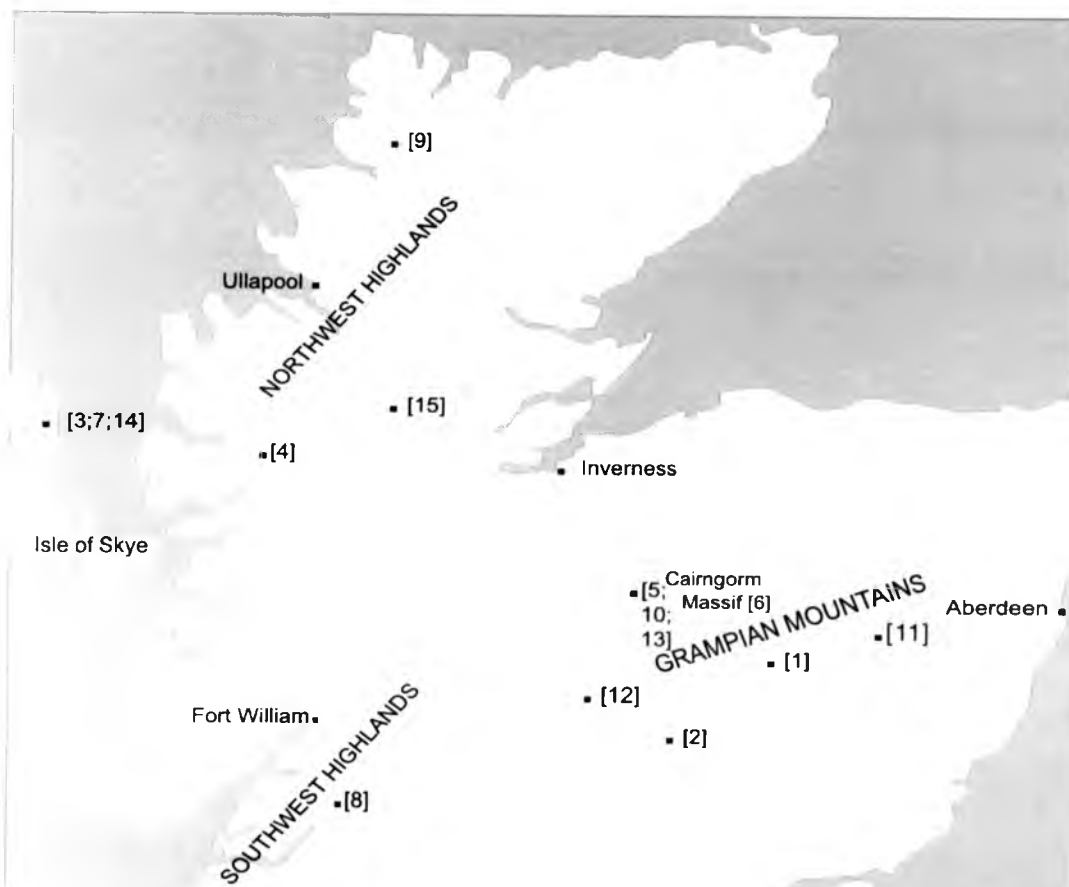 [9]
NORTHWEST HIGHLANDS
Ullapool
[3;7;14]
[15]
[4]
Inverness
Isle of Skye
[5; Cairngorm
Massif [6]
10;
13]
GRAMPIAN MOUNTAINS
Aberdeen
[11]
[1]
[12]
Fort William
[2]
SOUTHWEST HIGHLANDS
[8]